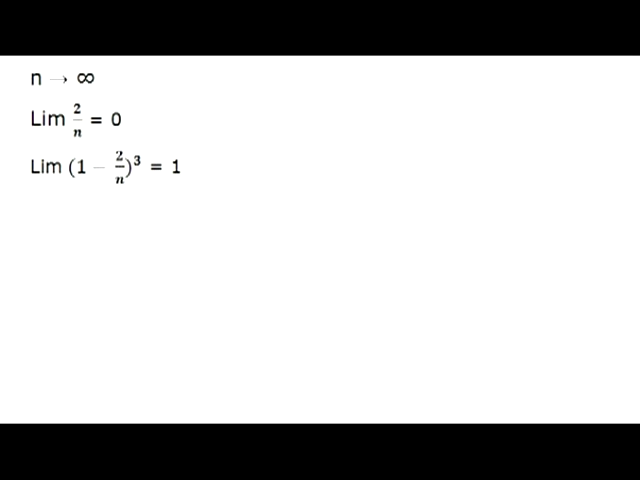 n → ∞
Lim 2/n = 0
Lim (1 – 2/n)³ = 1